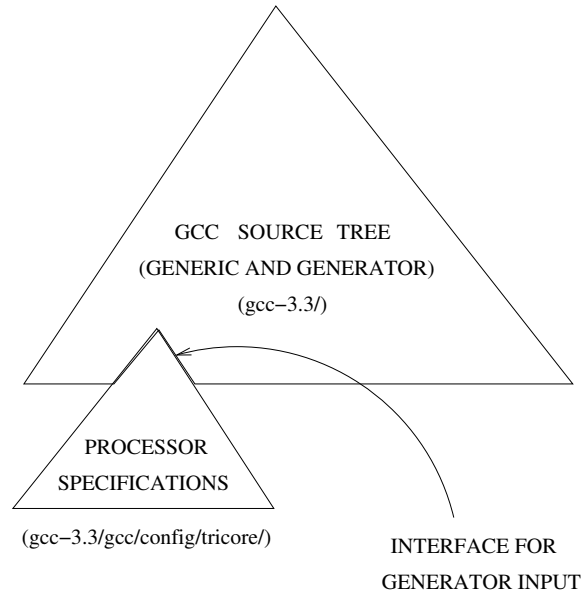 GCC SOURCE TREE
(GENERIC AND GENERATOR)
(gcc−3.3/)
PROCESSOR
SPECIFICATIONS
(gcc−3.3/gcc/config/tricore/)
INTERFACE FOR
GENERATOR INPUT